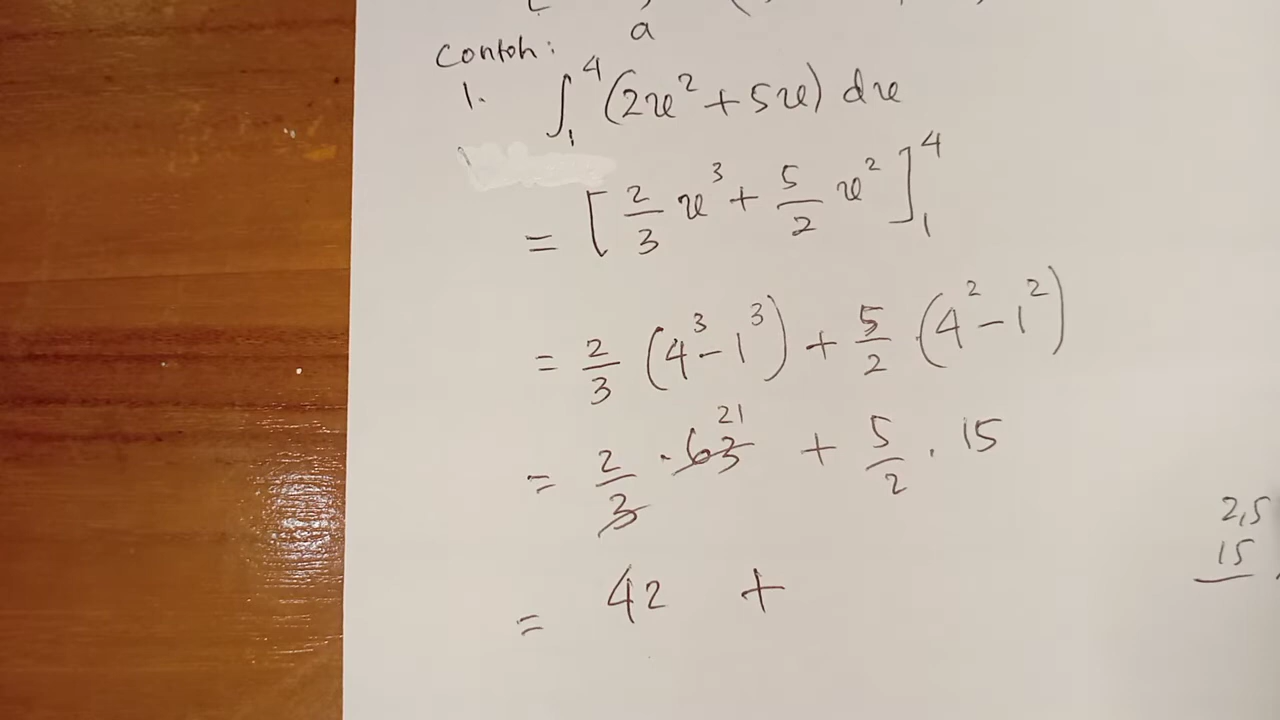 a
Contoh:
1. ∫₁⁴ (2x² + 5x) dx
= [2/3 x³ + 5/2 x²]₁⁴
= 2/3 (4³ - 1³) + 5/2 (4² - 1²)
= 2/3 · 63 21 + 5/2 · 15
= 42 +
2,5
15